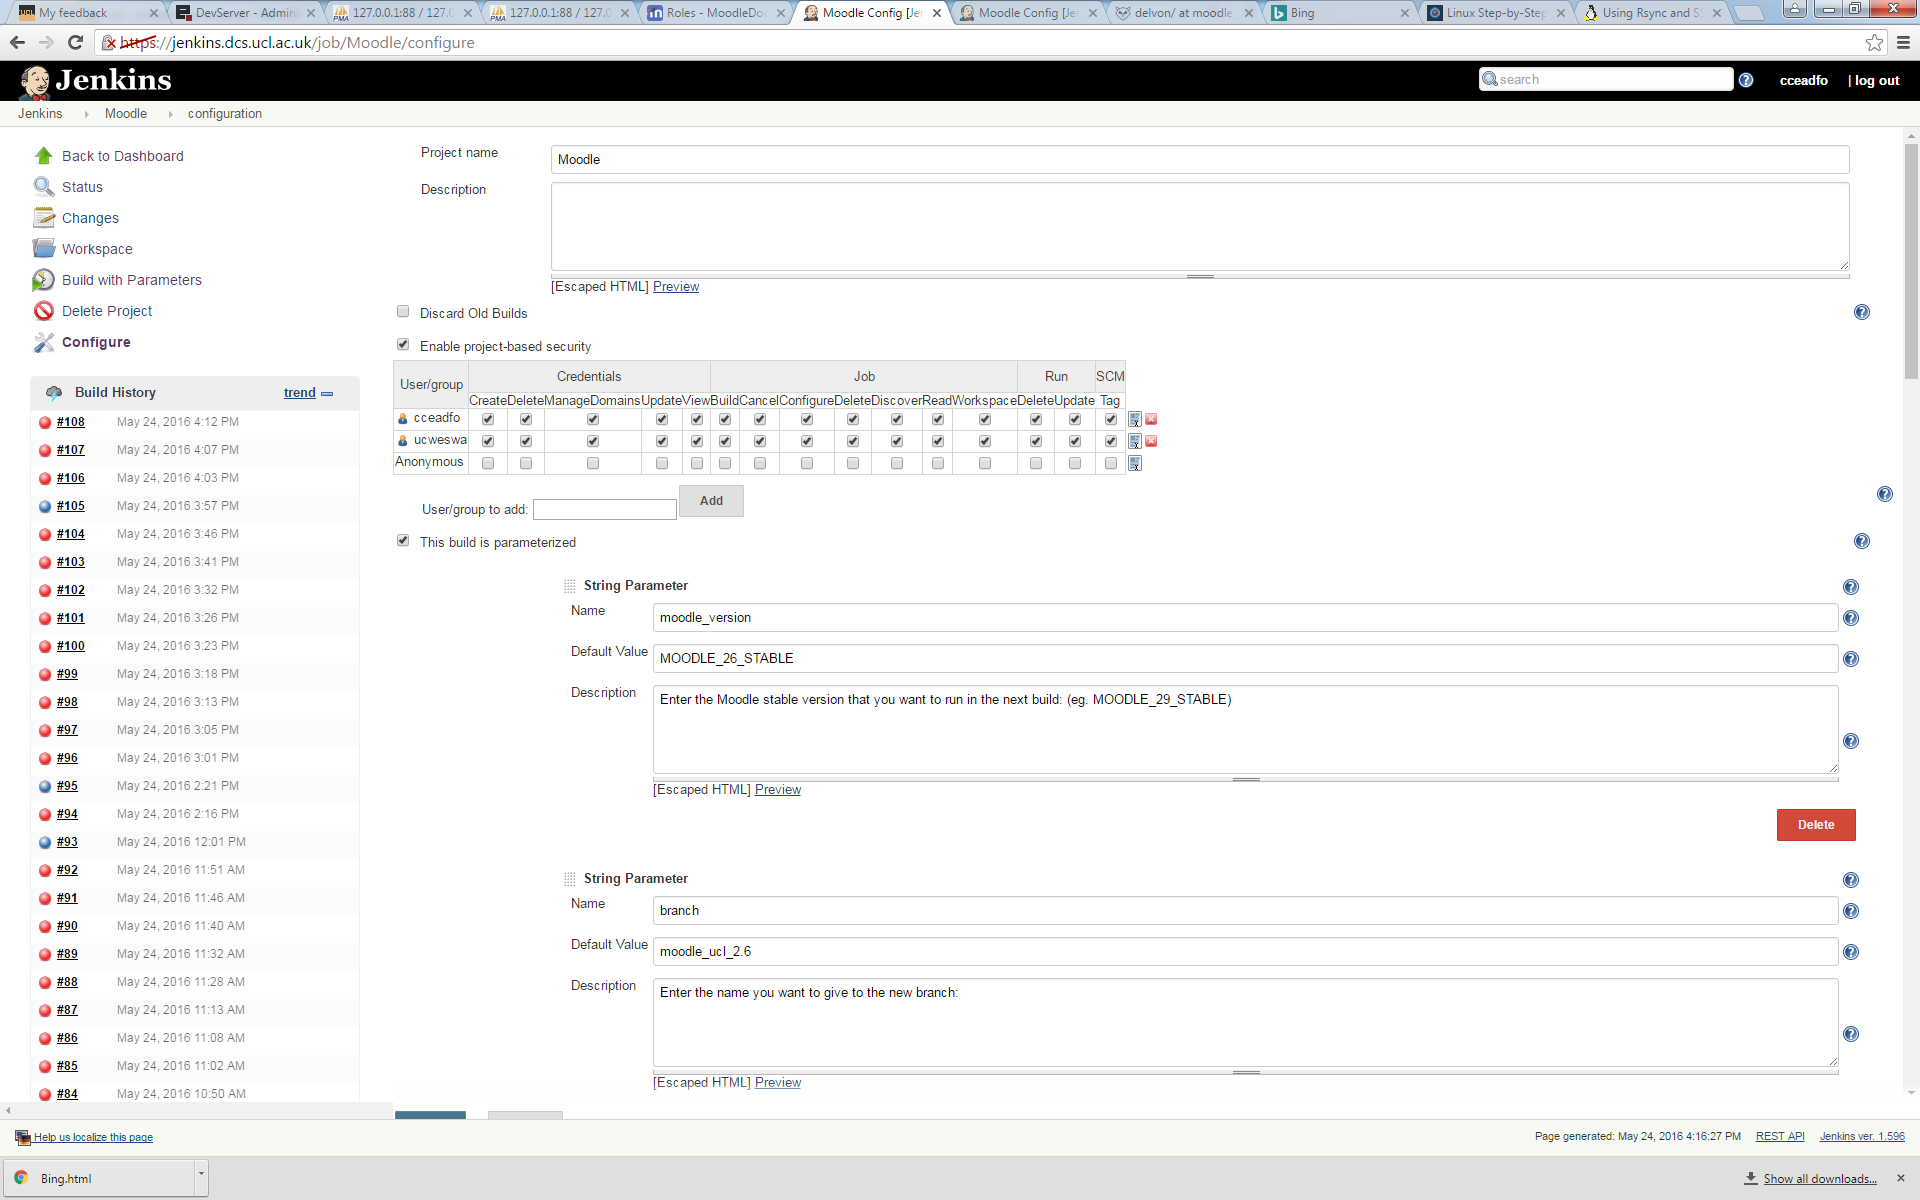 My feedback
DevServer - Admini
127.0.0.1:88 / 127.0
127.0.0.1:88 / 127.0
Roles - MoodleDoc
Moodle Config [Jen
Moodle Config [Jen
delvon/ at moodle_
Bing
Linux Step-by-Step
Using Rsync and SS
https://jenkins.dcs.ucl.ac.uk/job/Moodle/configure
Jenkins
search
cceadfo
| log out
Jenkins
Moodle
configuration
Back to Dashboard
Status
Changes
Workspace
Build with Parameters
Delete Project
Configure
Build History
trend
#108 May 24, 2016 4:12 PM
#107 May 24, 2016 4:07 PM
#106 May 24, 2016 4:03 PM
#105 May 24, 2016 3:57 PM
#104 May 24, 2016 3:46 PM
#103 May 24, 2016 3:41 PM
#102 May 24, 2016 3:32 PM
#101 May 24, 2016 3:26 PM
#100 May 24, 2016 3:23 PM
#99 May 24, 2016 3:18 PM
#98 May 24, 2016 3:13 PM
#97 May 24, 2016 3:05 PM
#96 May 24, 2016 3:01 PM
#95 May 24, 2016 2:21 PM
#94 May 24, 2016 2:16 PM
#93 May 24, 2016 12:01 PM
#92 May 24, 2016 11:51 AM
#91 May 24, 2016 11:46 AM
#90 May 24, 2016 11:40 AM
#89 May 24, 2016 11:32 AM
#88 May 24, 2016 11:28 AM
#87 May 24, 2016 11:13 AM
#86 May 24, 2016 11:08 AM
#85 May 24, 2016 11:02 AM
#84 May 24, 2016 10:50 AM
Project name
Moodle
Description
[Escaped HTML] Preview
Discard Old Builds
Enable project-based security
User/group Credentials Job Run SCM
Create Delete ManageDomains Update View Build Cancel Configure Delete Discover Read Workspace Delete Update Tag
cceadfo
ucweswa
Anonymous
User/group to add:
Add
This build is parameterized
String Parameter
Name
moodle_version
Default Value
MOODLE_26_STABLE
Description
Enter the Moodle stable version that you want to run in the next build: (eg. MOODLE_29_STABLE)
[Escaped HTML] Preview
Delete
String Parameter
Name
branch
Default Value
moodle_ucl_2.6
Description
Enter the name you want to give to the new branch:
[Escaped HTML] Preview
Help us localize this page
Page generated: May 24, 2016 4:16:27 PM
REST API
Jenkins ver. 1.596
Bing.html
Show all downloads...